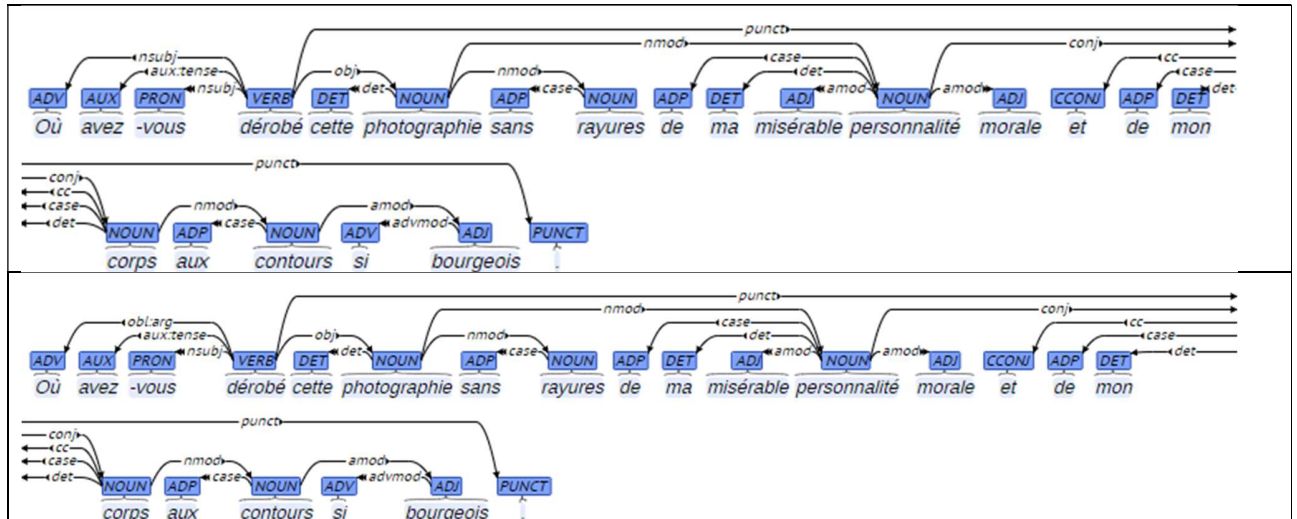 punct
nmod conj
nsubj case cc
aux:tense obj nmod det case
nsubj det case amod amod det
ADV AUX PRON VERB DET NOUN ADP NOUN ADP DET ADJ NOUN ADJ CCONJ ADP DET
Où avez -vous dérobé cette photographie sans rayures de ma misérable personnalité morale et de mon
punct
conj
cc
case nmod amod
det case advmod
NOUN ADP NOUN ADV ADJ PUNCT
corps aux contours si bourgeois .
punct
nmod conj
obl:arg case cc
aux:tense obj nmod det case
nsubj det case amod amod det
ADV AUX PRON VERB DET NOUN ADP NOUN ADP DET ADJ NOUN ADJ CCONJ ADP DET
Où avez -vous dérobé cette photographie sans rayures de ma misérable personnalité morale et de mon
punct
conj
cc
case nmod amod
det case advmod
NOUN ADP NOUN ADV ADJ PUNCT
corps aux contours si bourgeois .